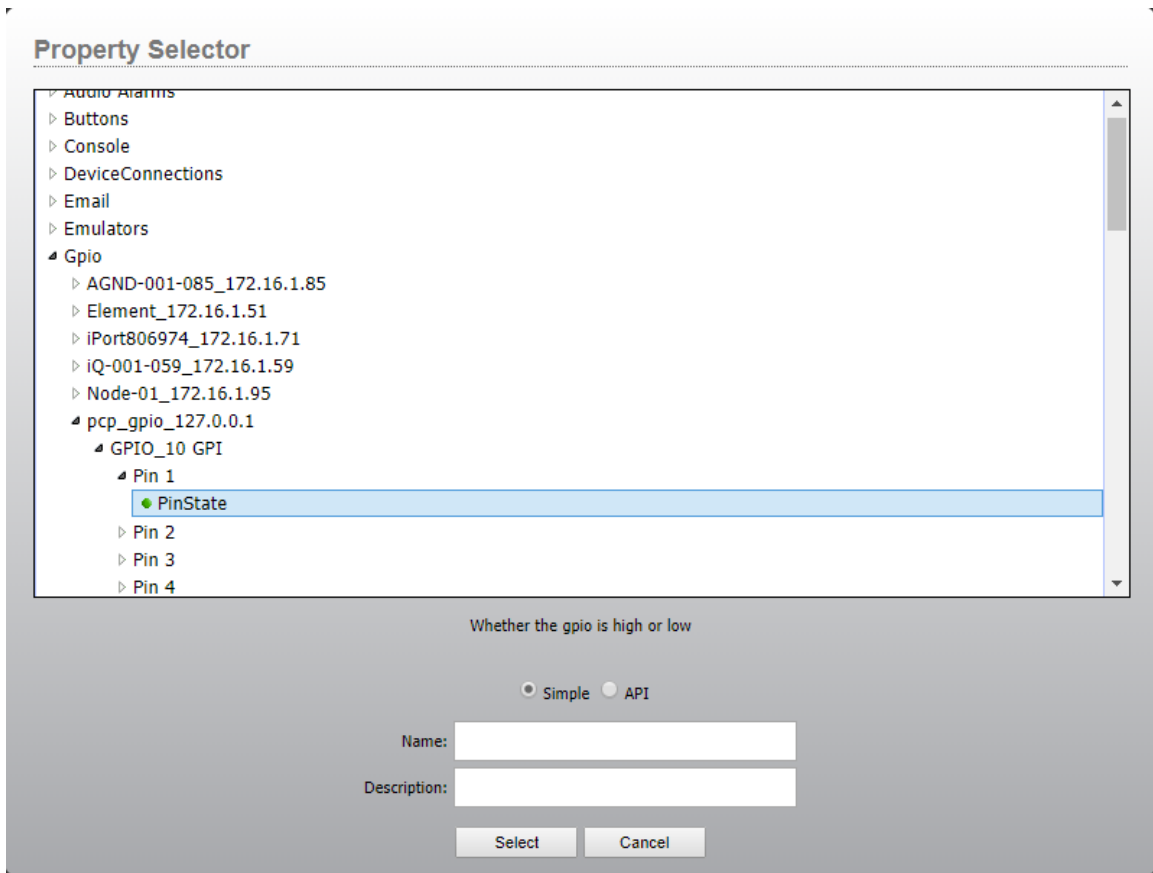 Property Selector
Audio Alarms
Buttons
Console
DeviceConnections
Email
Emulators
Gpio
AGND-001-085_172.16.1.85
Element_172.16.1.51
iPort806974_172.16.1.71
iQ-001-059_172.16.1.59
Node-01_172.16.1.95
pcp_gpio_127.0.0.1
GPIO_10 GPI
Pin 1
PinState
Pin 2
Pin 3
Pin 4
Whether the gpio is high or low
Simple API
Name:
Description:
Select Cancel